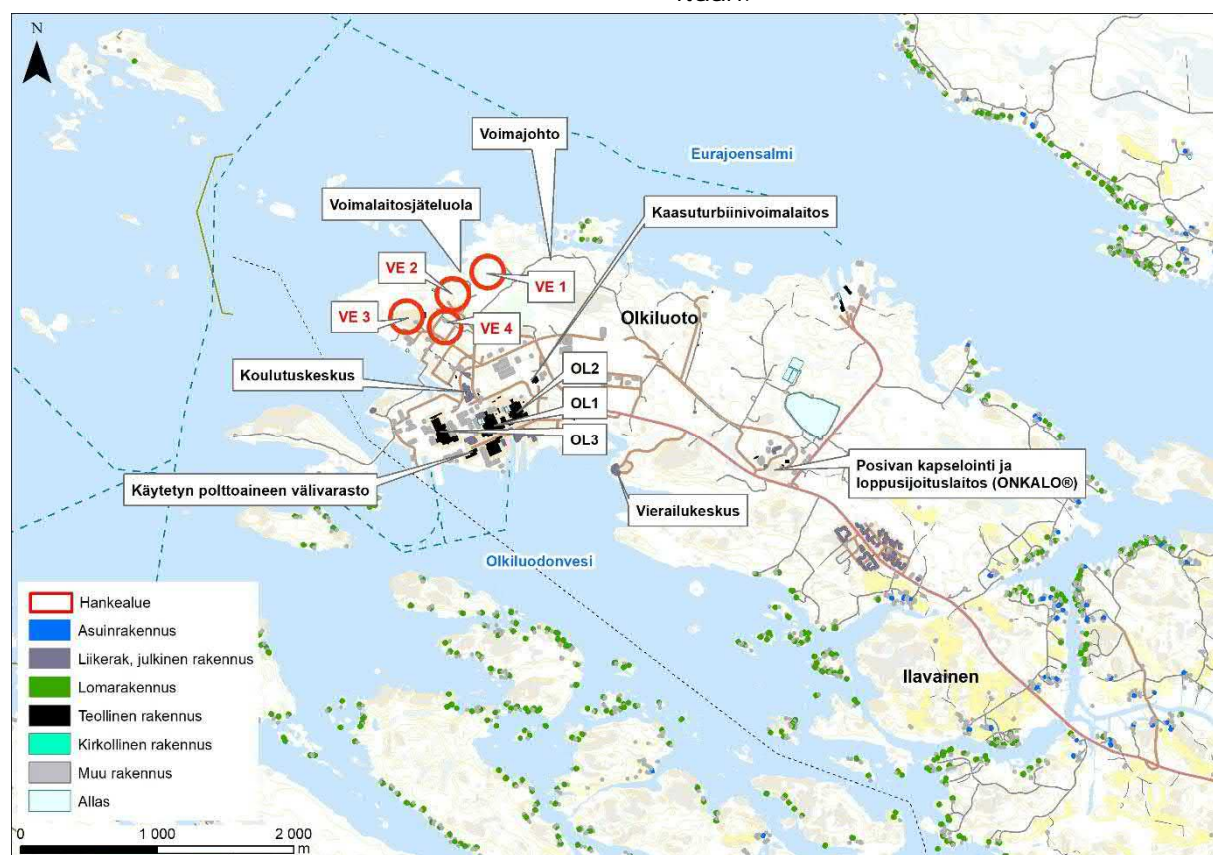 N
Voimajohto
Eurajoensalmi
Voimalaitosjäteluola
Kaasuturbiinivoimalaitos
VE 2
VE 1
VE 3
VE 4
Olkiluoto
Koulutuskeskus
OL2
OL1
OL3
Käytetyn polttoaineen välivarasto
Posivan kapselointi ja
loppusijoituslaitos (ONKALO®)
Vierailukeskus
Olkiluodonvesi
Ilavainen
Hankealue
Asuinrakennus
Liikerak, julkinen rakennus
Lomarakennus
Teollinen rakennus
Kirkollinen rakennus
Muu rakennus
Allas
0 1 000 2 000
m